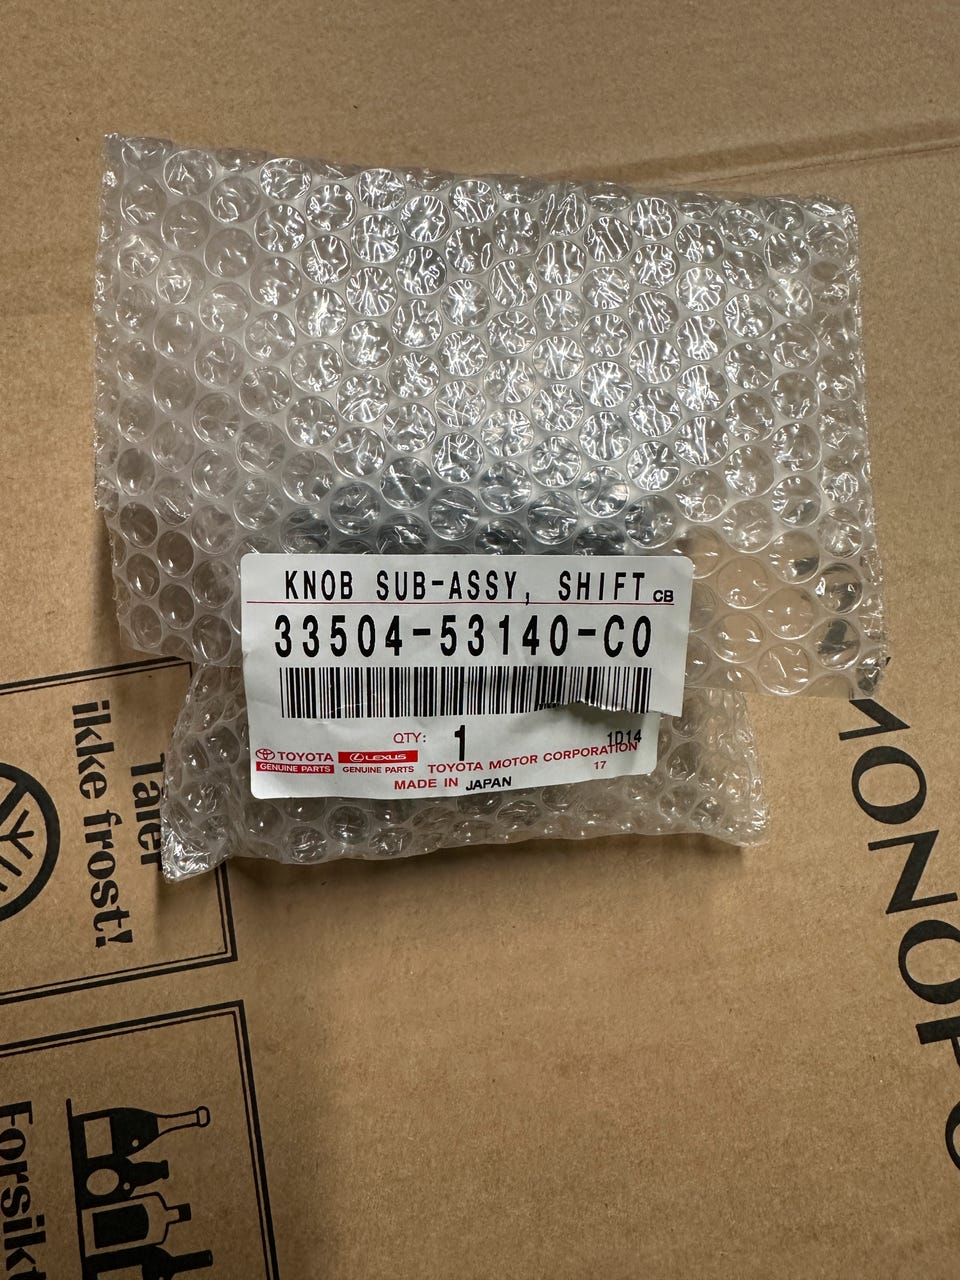 KNOB SUB-ASSY, SHIFT CB
33504-53140-C0
QTY: 1
1D14
TOYOTA
GENUINE PARTS
LEXUS
GENUINE PARTS
TOYOTA MOTOR CORPORATION
17
MADE IN JAPAN
Tåler
ikke frost!